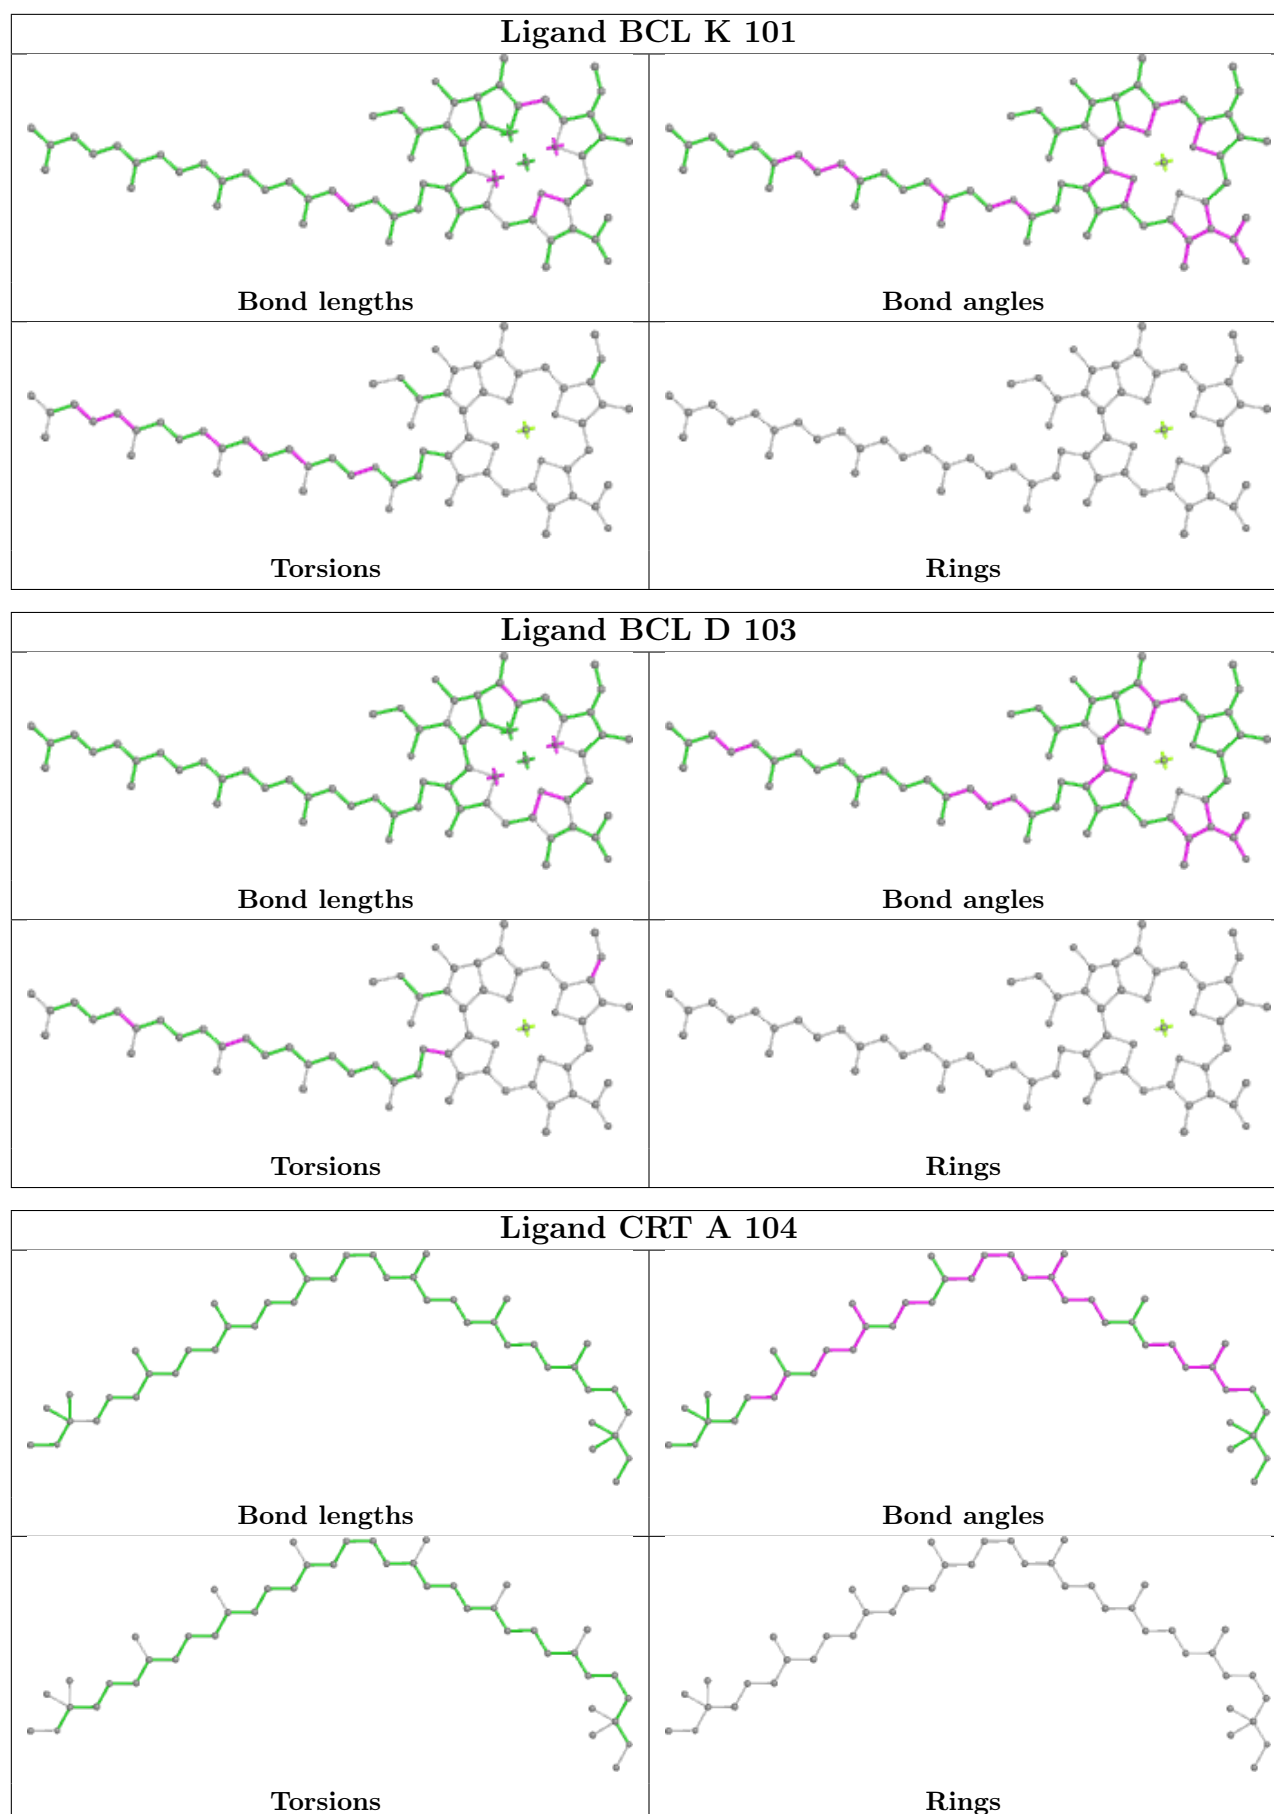 Ligand BCL K 101
Bond lengths
Bond angles
Torsions
Rings
Ligand BCL D 103
Bond lengths
Bond angles
Torsions
Rings
Ligand CRT A 104
Bond lengths
Bond angles
Torsions
Rings